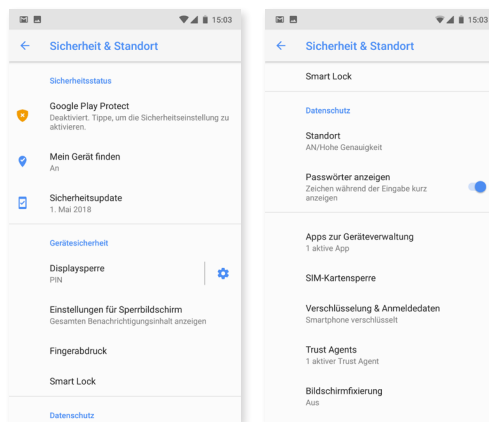 15:03
Sicherheit & Standort
Sicherheitsstatus
Google Play Protect
Deaktiviert. Tippe, um die Sicherheitseinstellung zu
aktivieren.
Mein Gerät finden
An
Sicherheitsupdate
1. Mai 2018
Gerätesicherheit
Displaysperre
PIN
Einstellungen für Sperrbildschirm
Gesamten Benachrichtigungsinhalt anzeigen
Fingerabdruck
Smart Lock
Datenschutz
15:03
Sicherheit & Standort
Smart Lock
Datenschutz
Standort
AN/Hohe Genauigkeit
Passwörter anzeigen
Zeichen während der Eingabe kurz
anzeigen
Apps zur Geräteverwaltung
1 aktive App
SIM-Kartensperre
Verschlüsselung & Anmeldedaten
Smartphone verschlüsselt
Trust Agents
1 aktiver Trust Agent
Bildschirmfixierung
Aus